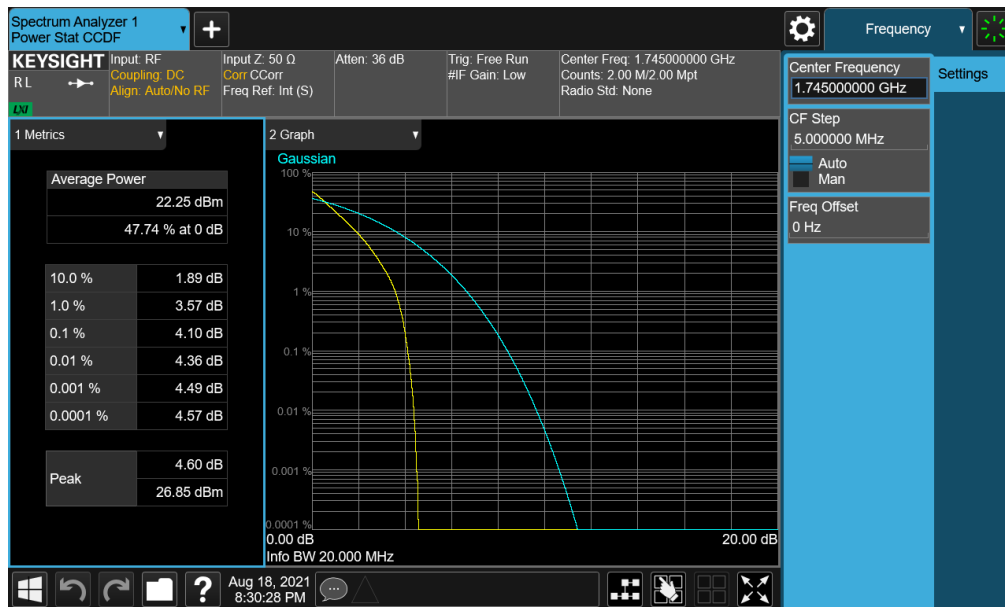 Spectrum Analyzer 1
Power Stat CCDF
+
Frequency
KEYSIGHT
R L
LXI
Input: RF
Coupling: DC
Align: Auto/No RF
Input Z: 50 Ω
Corr CCorr
Freq Ref: Int (S)
Atten: 36 dB
Trig: Free Run
#IF Gain: Low
Center Freq: 1.745000000 GHz
Counts: 2.00 M/2.00 Mpt
Radio Std: None
Center Frequency
1.745000000 GHz
Settings
CF Step
5.000000 MHz
Auto
Man
Freq Offset
0 Hz
1 Metrics
Average Power
22.25 dBm
47.74 % at 0 dB
10.0 % 1.89 dB
1.0 % 3.57 dB
0.1 % 4.10 dB
0.01 % 4.36 dB
0.001 % 4.49 dB
0.0001 % 4.57 dB
Peak
4.60 dB
26.85 dBm
2 Graph
Gaussian
100 %
10 %
1 %
0.1 %
0.01 %
0.001 %
0.0001 %
0.00 dB 20.00 dB
Info BW 20.000 MHz
?
Aug 18, 2021
8:30:28 PM